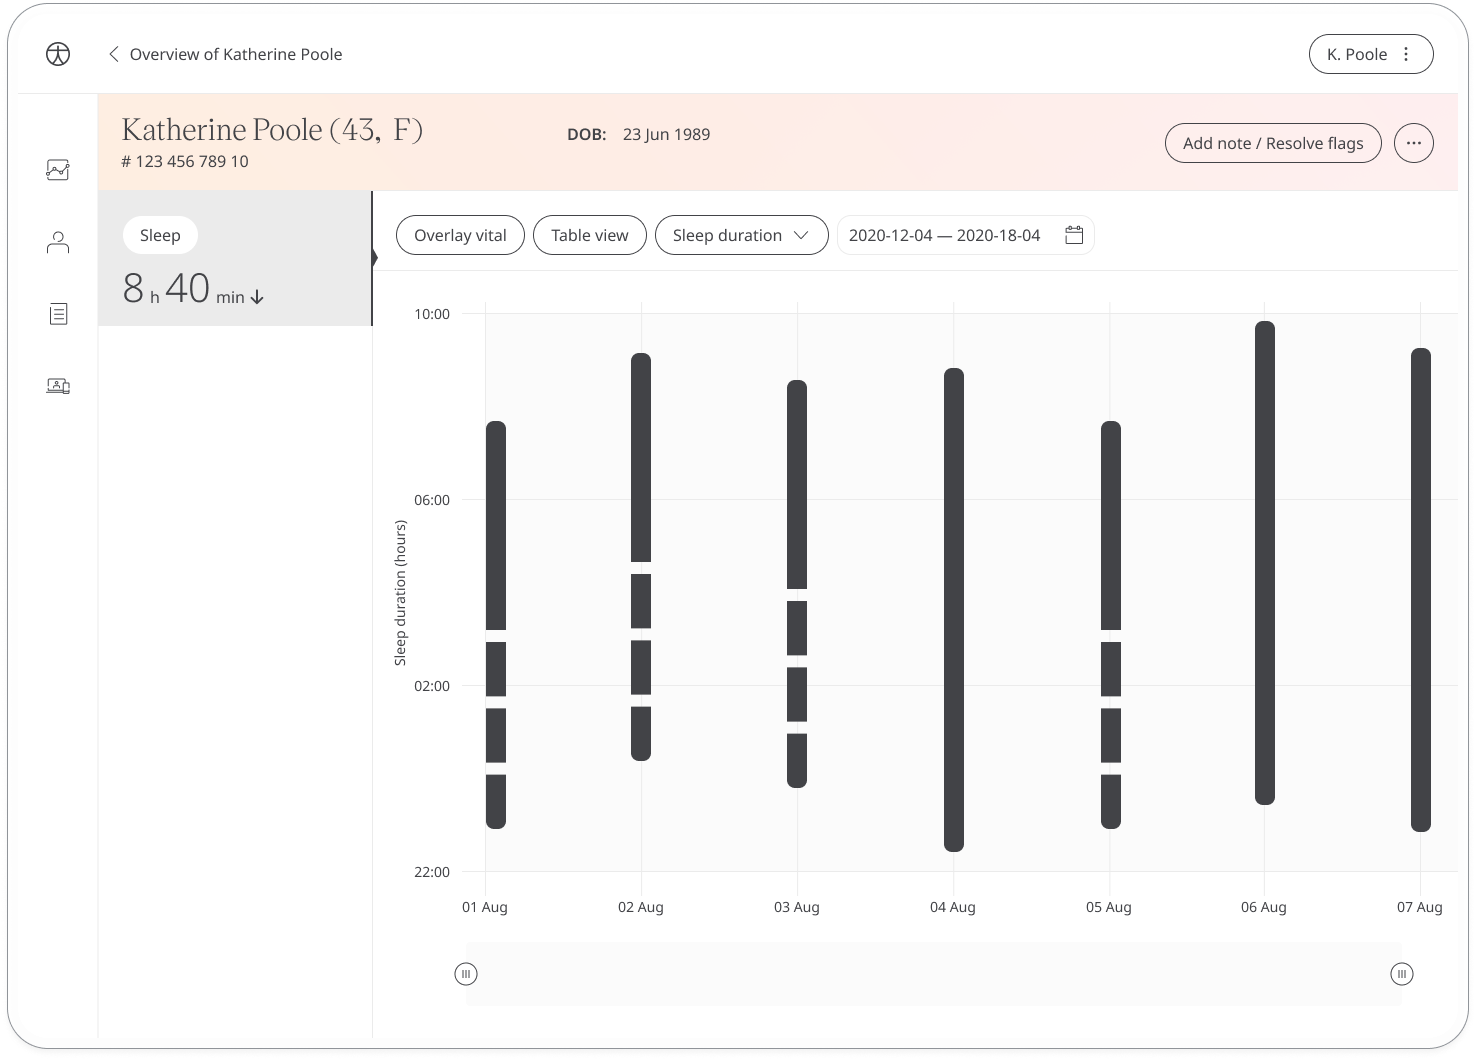 Overview of Katherine Poole
K. Poole
Katherine Poole (43, F)
# 123 456 789 10
DOB: 23 Jun 1989
Add note / Resolve flags
Sleep
8 h 40 min
Overlay vital
Table view
Sleep duration
2020-12-04 — 2020-18-04
Sleep duration (hours)
10:00
06:00
02:00
22:00
01 Aug
02 Aug
03 Aug
04 Aug
05 Aug
06 Aug
07 Aug